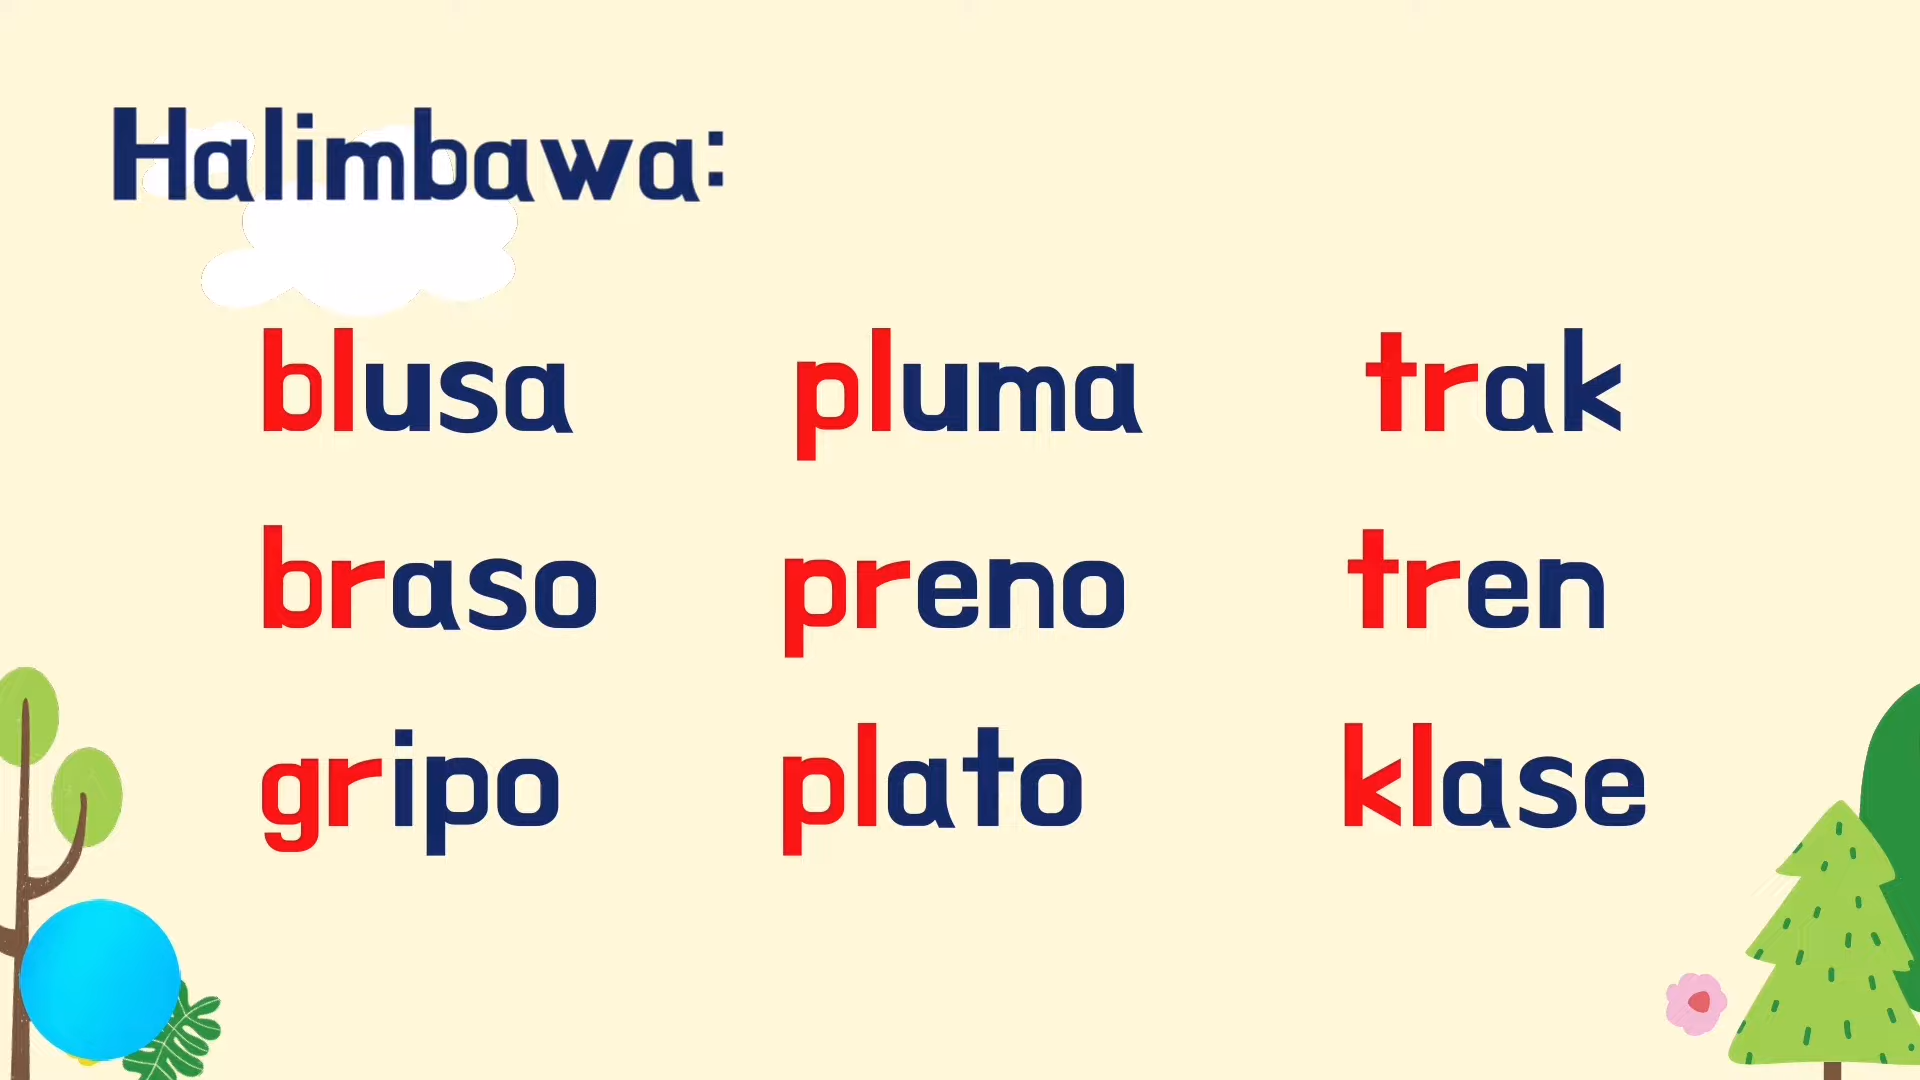 Halimbawa:
blusa pluma trak
braso preno tren
gripo plato klase